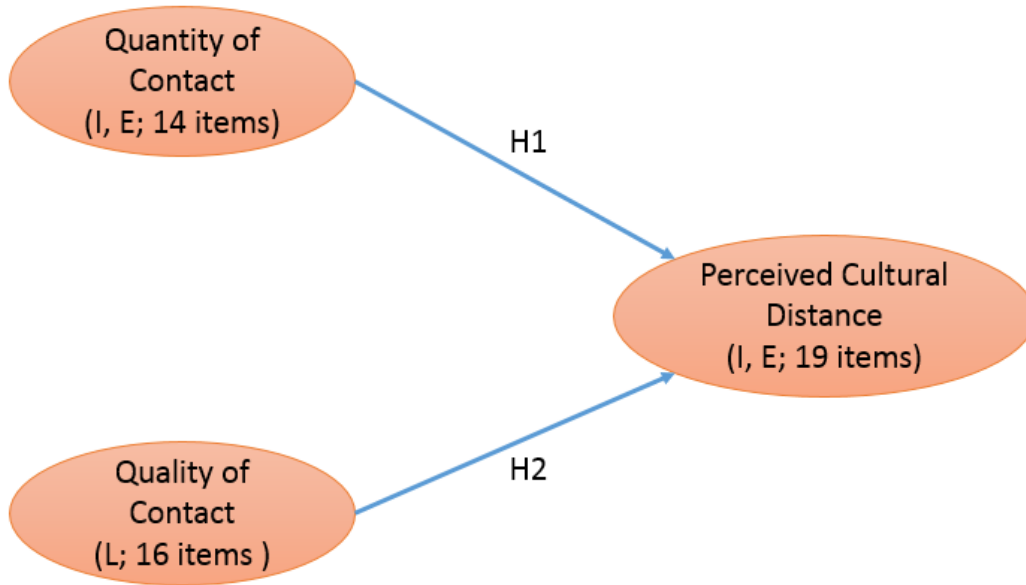 Quantity of
Contact
(I, E; 14 items)
H1
Perceived Cultural
Distance
(I, E; 19 items)
H2
Quality of
Contact
(L; 16 items )